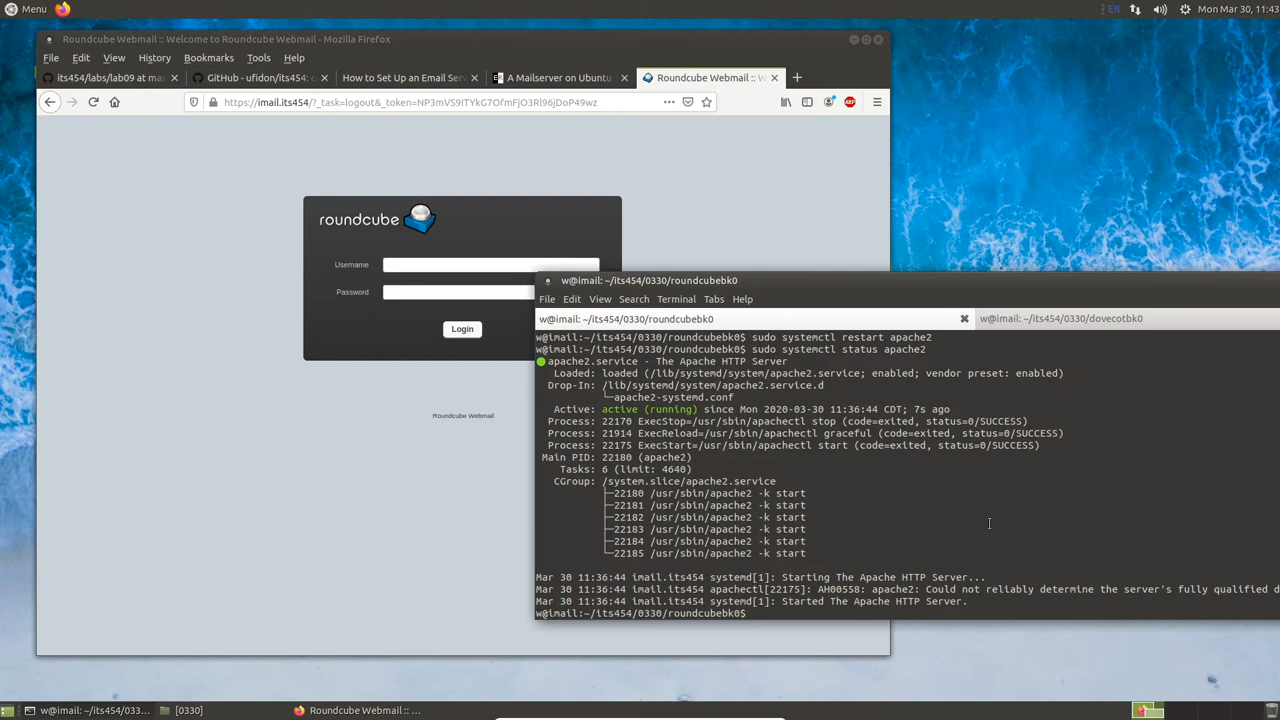 Menu
EN
Mon Mar 30, 11:43
Roundcube Webmail :: Welcome to Roundcube Webmail - Mozilla Firefox
File Edit View History Bookmarks Tools Help
its454/labs/lab09 at mas
GitHub - ufidon/its454: c
How to Set Up an Email Serv
A Mailserver on Ubuntu
Roundcube Webmail :: W
https://imail.its454/?_task=logout&_token=NP3mVS9ITYkG7OfmFjO3Rl96jDoP49wz
ABP
roundcube
Username
Password
Login
Roundcube Webmail
w@imail: ~/its454/0330/roundcubebk0
File Edit View Search Terminal Tabs Help
w@imail: ~/its454/0330/roundcubebk0
w@imail: ~/its454/0330/dovecotbk0
w@imail:~/its454/0330/roundcubebk0$ sudo systemctl restart apache2
w@imail:~/its454/0330/roundcubebk0$ sudo systemctl status apache2
● apache2.service - The Apache HTTP Server
Loaded: loaded (/lib/systemd/system/apache2.service; enabled; vendor preset: enabled)
Drop-In: /lib/systemd/system/apache2.service.d
└─apache2-systemd.conf
Active: active (running) since Mon 2020-03-30 11:36:44 CDT; 7s ago
Process: 22170 ExecStop=/usr/sbin/apachectl stop (code=exited, status=0/SUCCESS)
Process: 21914 ExecReload=/usr/sbin/apachectl graceful (code=exited, status=0/SUCCESS)
Process: 22175 ExecStart=/usr/sbin/apachectl start (code=exited, status=0/SUCCESS)
Main PID: 22180 (apache2)
Tasks: 6 (limit: 4640)
CGroup: /system.slice/apache2.service
├─22180 /usr/sbin/apache2 -k start
├─22181 /usr/sbin/apache2 -k start
├─22182 /usr/sbin/apache2 -k start
├─22183 /usr/sbin/apache2 -k start
├─22184 /usr/sbin/apache2 -k start
└─22185 /usr/sbin/apache2 -k start
Mar 30 11:36:44 imail.its454 systemd[1]: Starting The Apache HTTP Server...
Mar 30 11:36:44 imail.its454 apachectl[22175]: AH00558: apache2: Could not reliably determine the server's fully qualified d
Mar 30 11:36:44 imail.its454 systemd[1]: Started The Apache HTTP Server.
w@imail:~/its454/0330/roundcubebk0$
w@imail: ~/its454/033...
[0330]
Roundcube Webmail :: ...